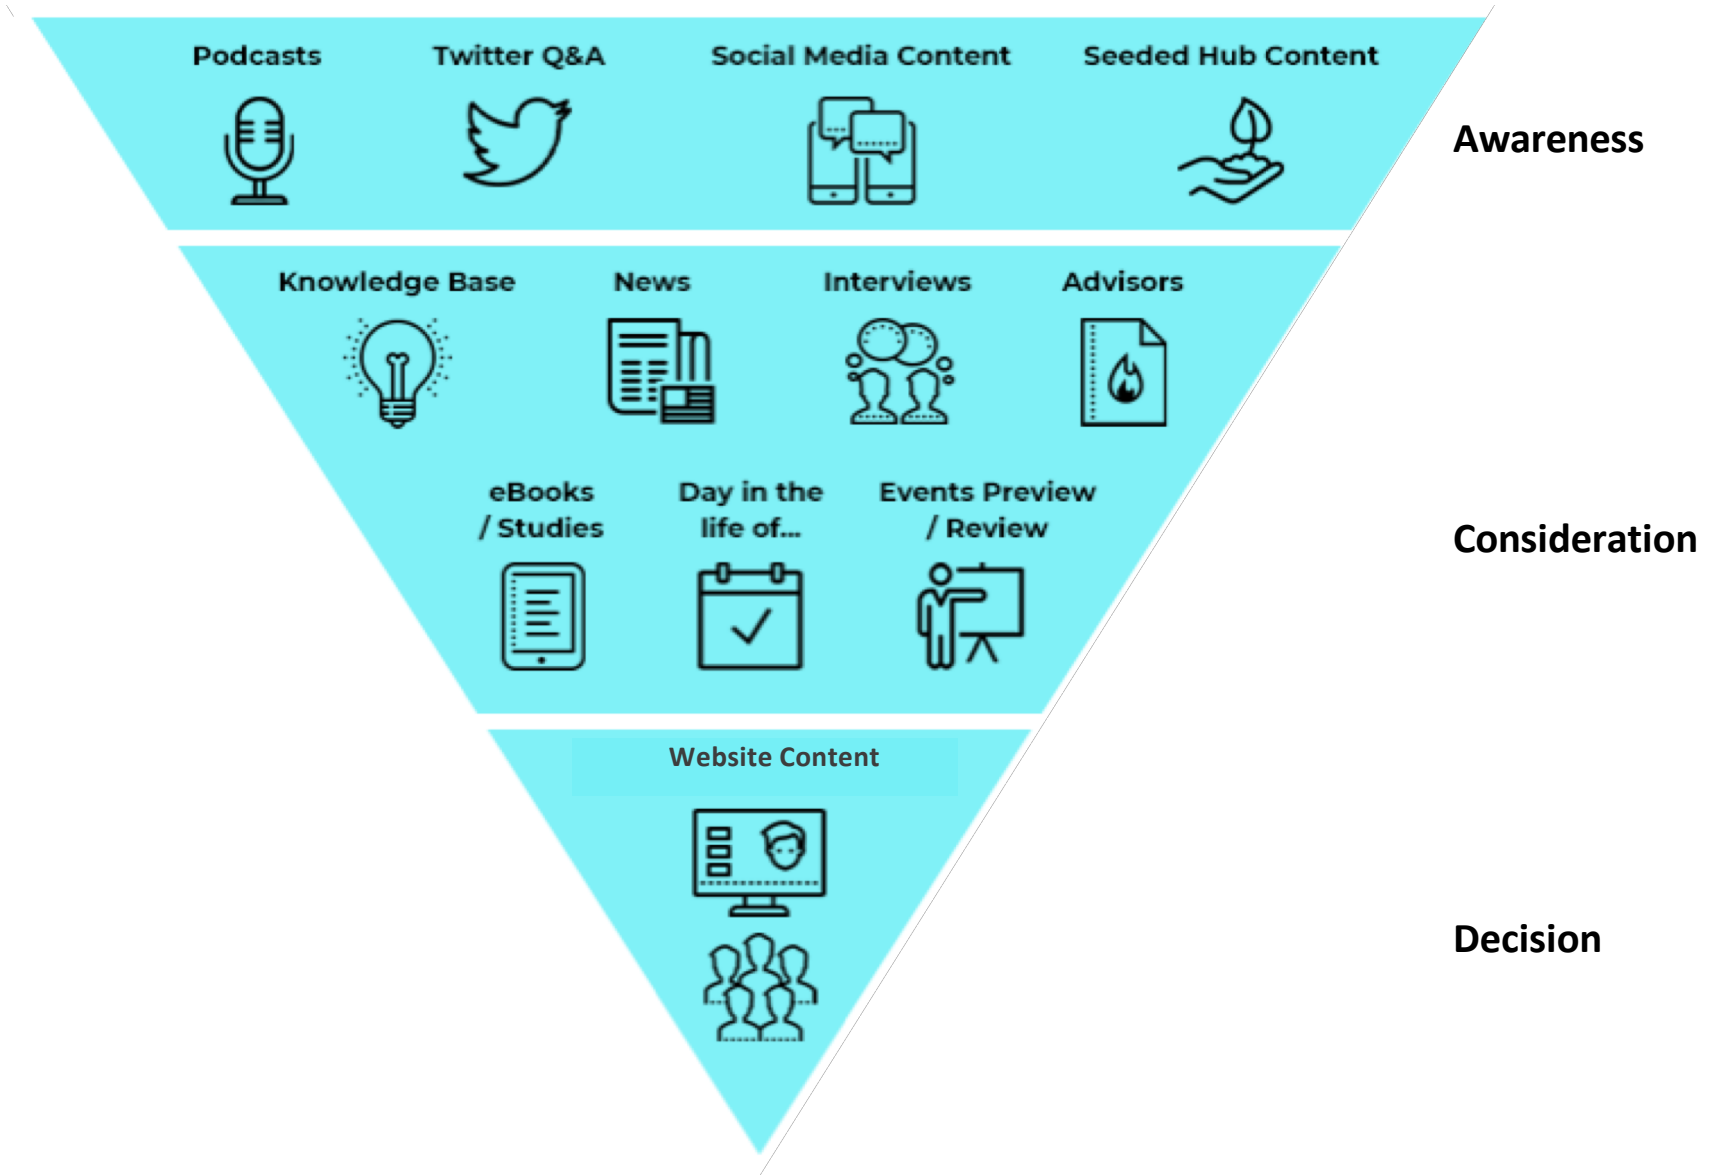 Podcasts
Twitter Q&A
Social Media Content
Seeded Hub Content
Awareness
Knowledge Base
News
Interviews
Advisors
eBooks
/ Studies
Day in the
life of...
Events Preview
/ Review
Consideration
Website Content
Decision